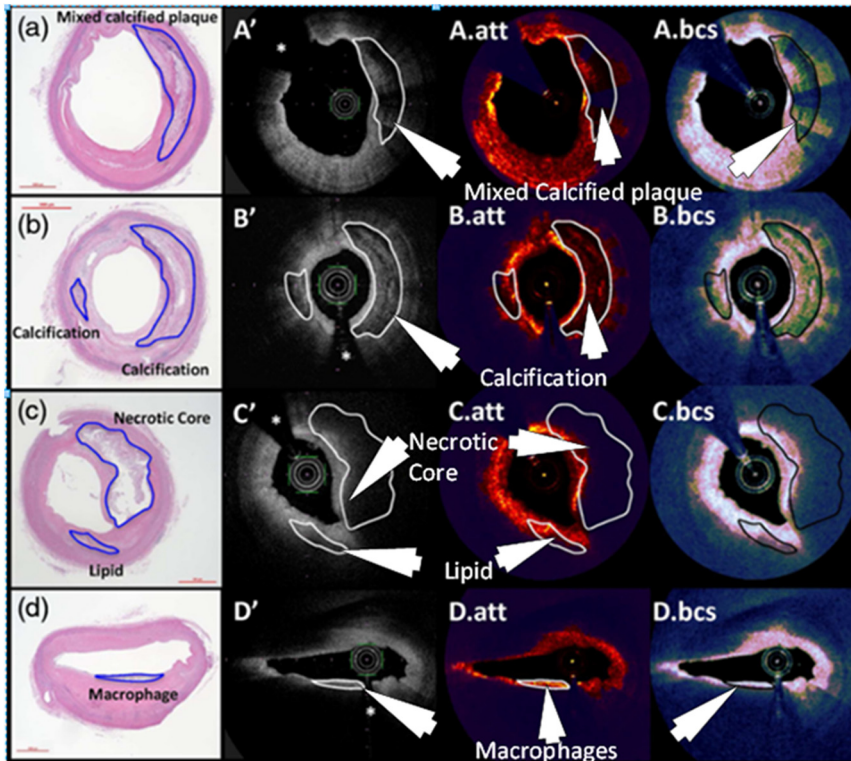 (a)
Mixed calcified plaque
A'
*
A.att
A.bcs
Mixed Calcified plaque
(b)
Calcification
Calcification
B'
*
B.att
B.bcs
Calcification
(c)
Necrotic Core
Lipid
C'
*
C.att
C.bcs
Necrotic
Core
Lipid
(d)
Macrophage
D'
*
D.att
D.bcs
Macrophages